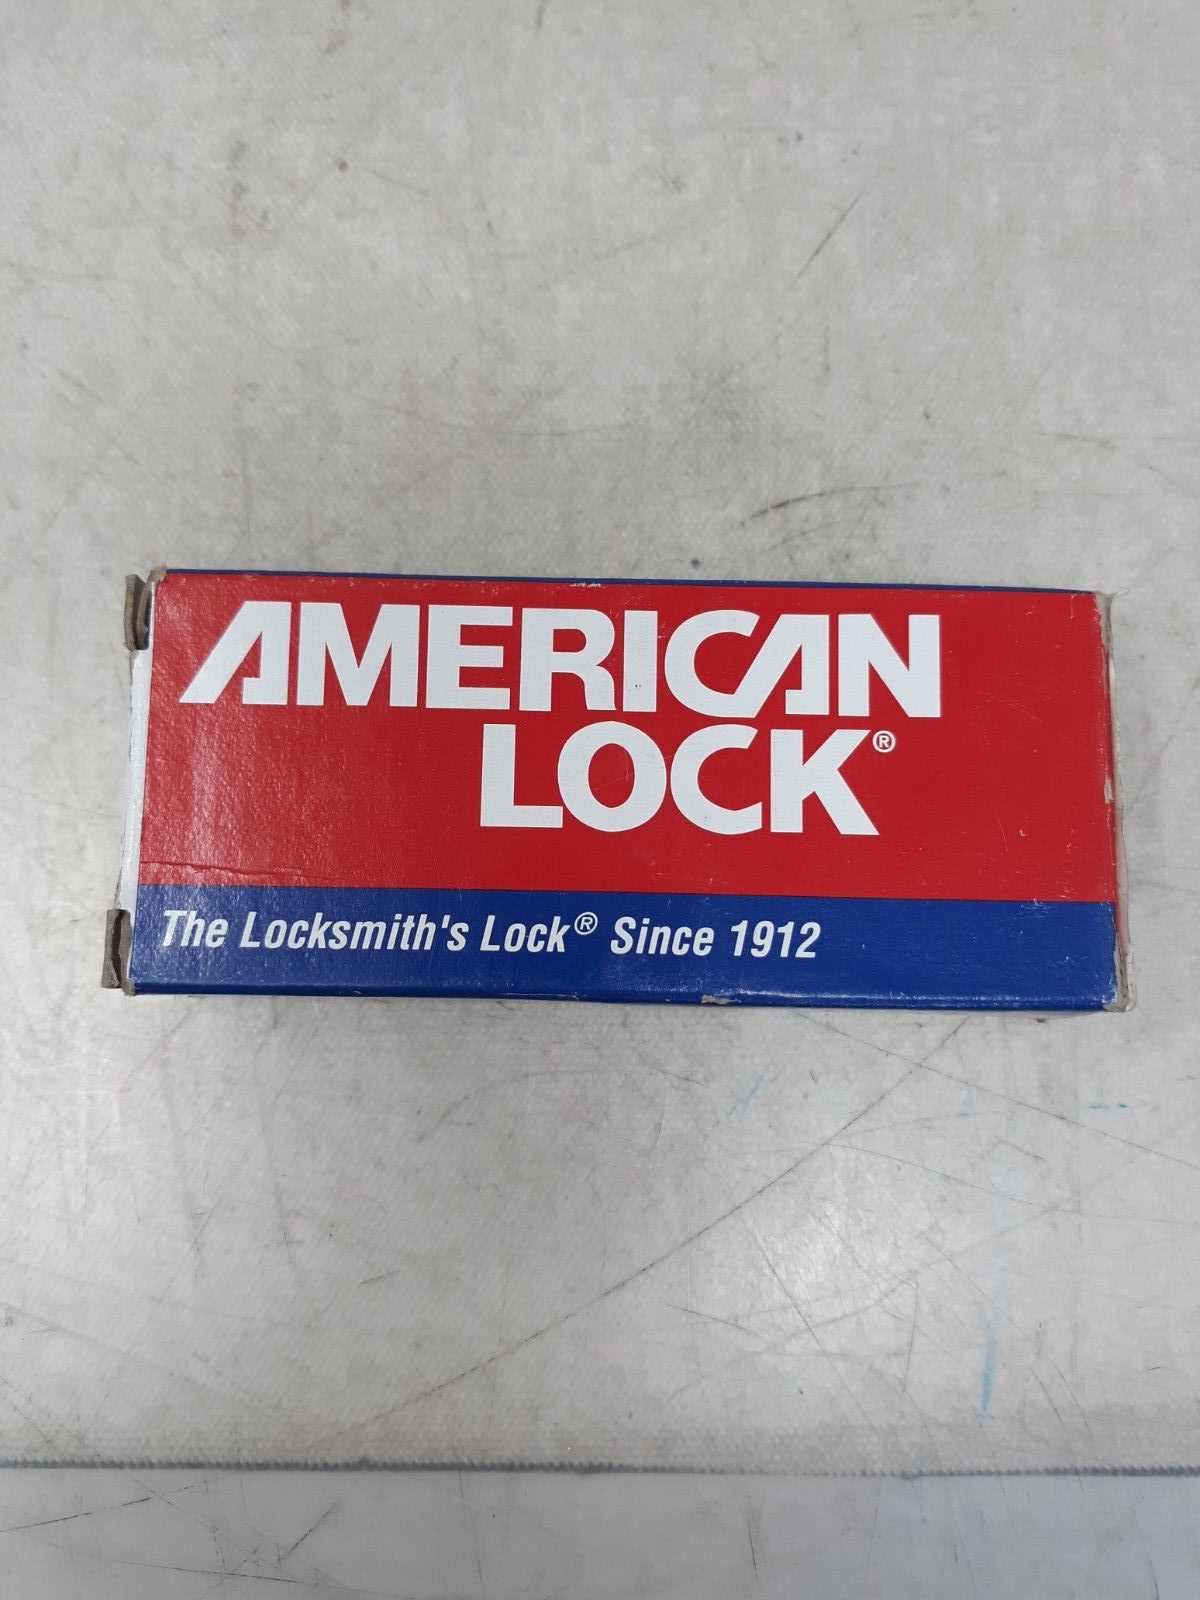 AMERICAN
LOCK®
The Locksmith's Lock® Since 1912